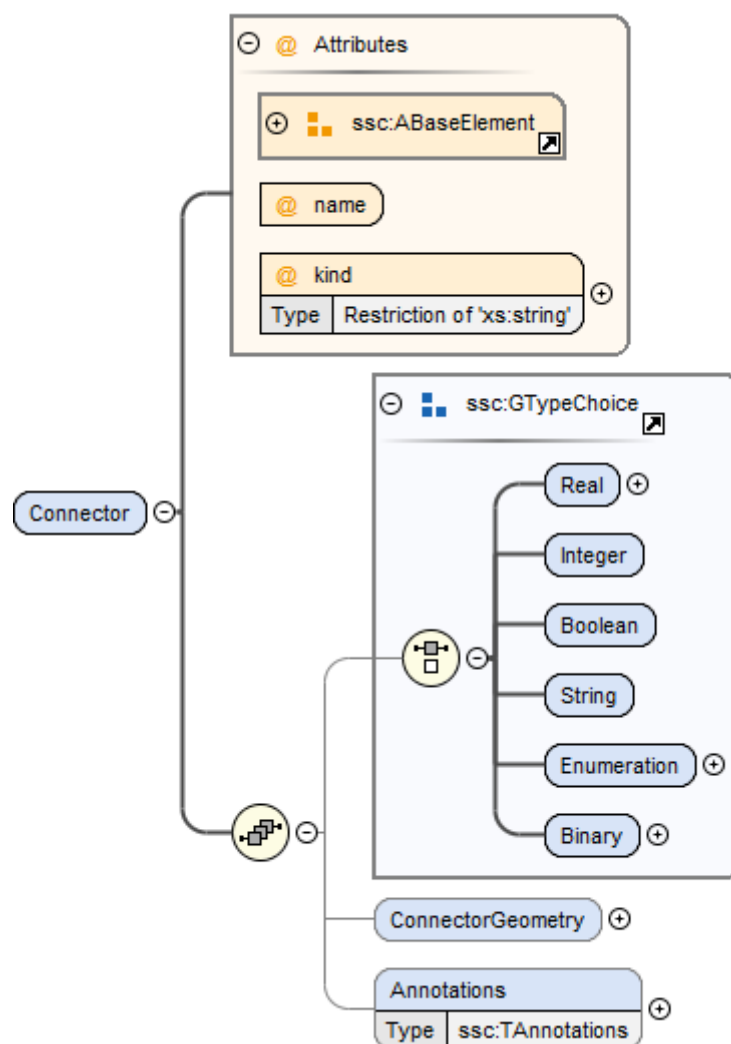 @ Attributes
ssc:ABaseElement
@ name
@ kind
Type Restriction of 'xs:string'
ssc:GTypeChoice
Real
Connector
Integer
Boolean
String
Enumeration
Binary
ConnectorGeometry
Annotations
Type ssc:TAnnotations